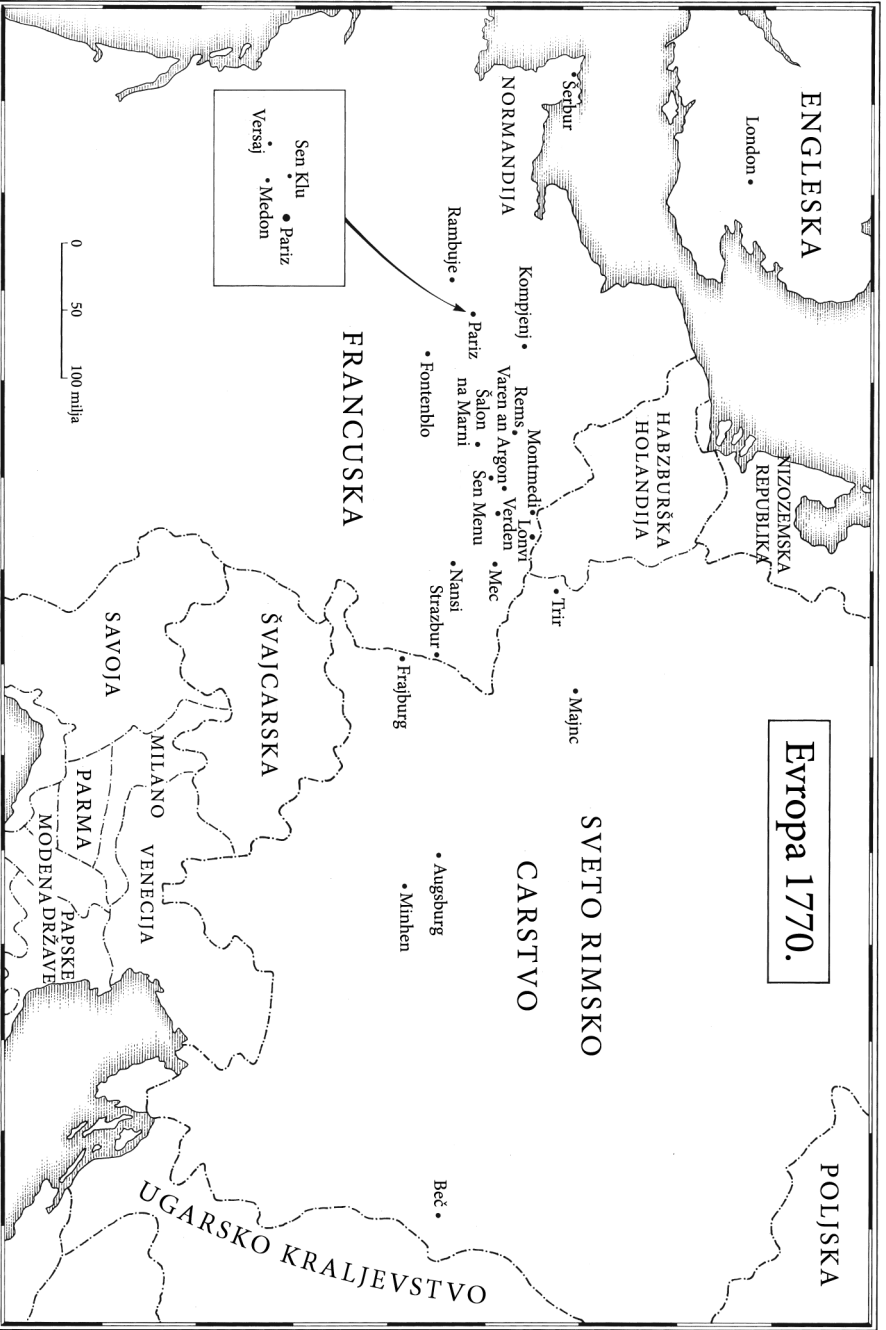 Evropa 1770.
ENGLESKA
London
POLJSKA
NIZOZEMSKA
REPUBLIKA
HABZBURŠKA
HOLANDIJA
SVETO RIMSKO
CARSTVO
Šerbur
NORMANDIJA
Trir
Majnc
Kompjenj
Rems
Montmedi
Lonvi
Varen an Argon
Verden
Mec
Rambuje
Pariz
Šalon
na Marni
Sen Menu
Fontenblo
Nansi
Strazbur
Frajburg
Augsburg
Minhen
Beč
UGARSKO KRALJEVSTVO
FRANCUSKA
Sen Klu
Pariz
Versaj
Medon
ŠVAJCARSKA
SAVOJA
MILANO
VENECIJA
PARMA
MODENA
PAPSKE
DRŽAVE
0 50 100 milja